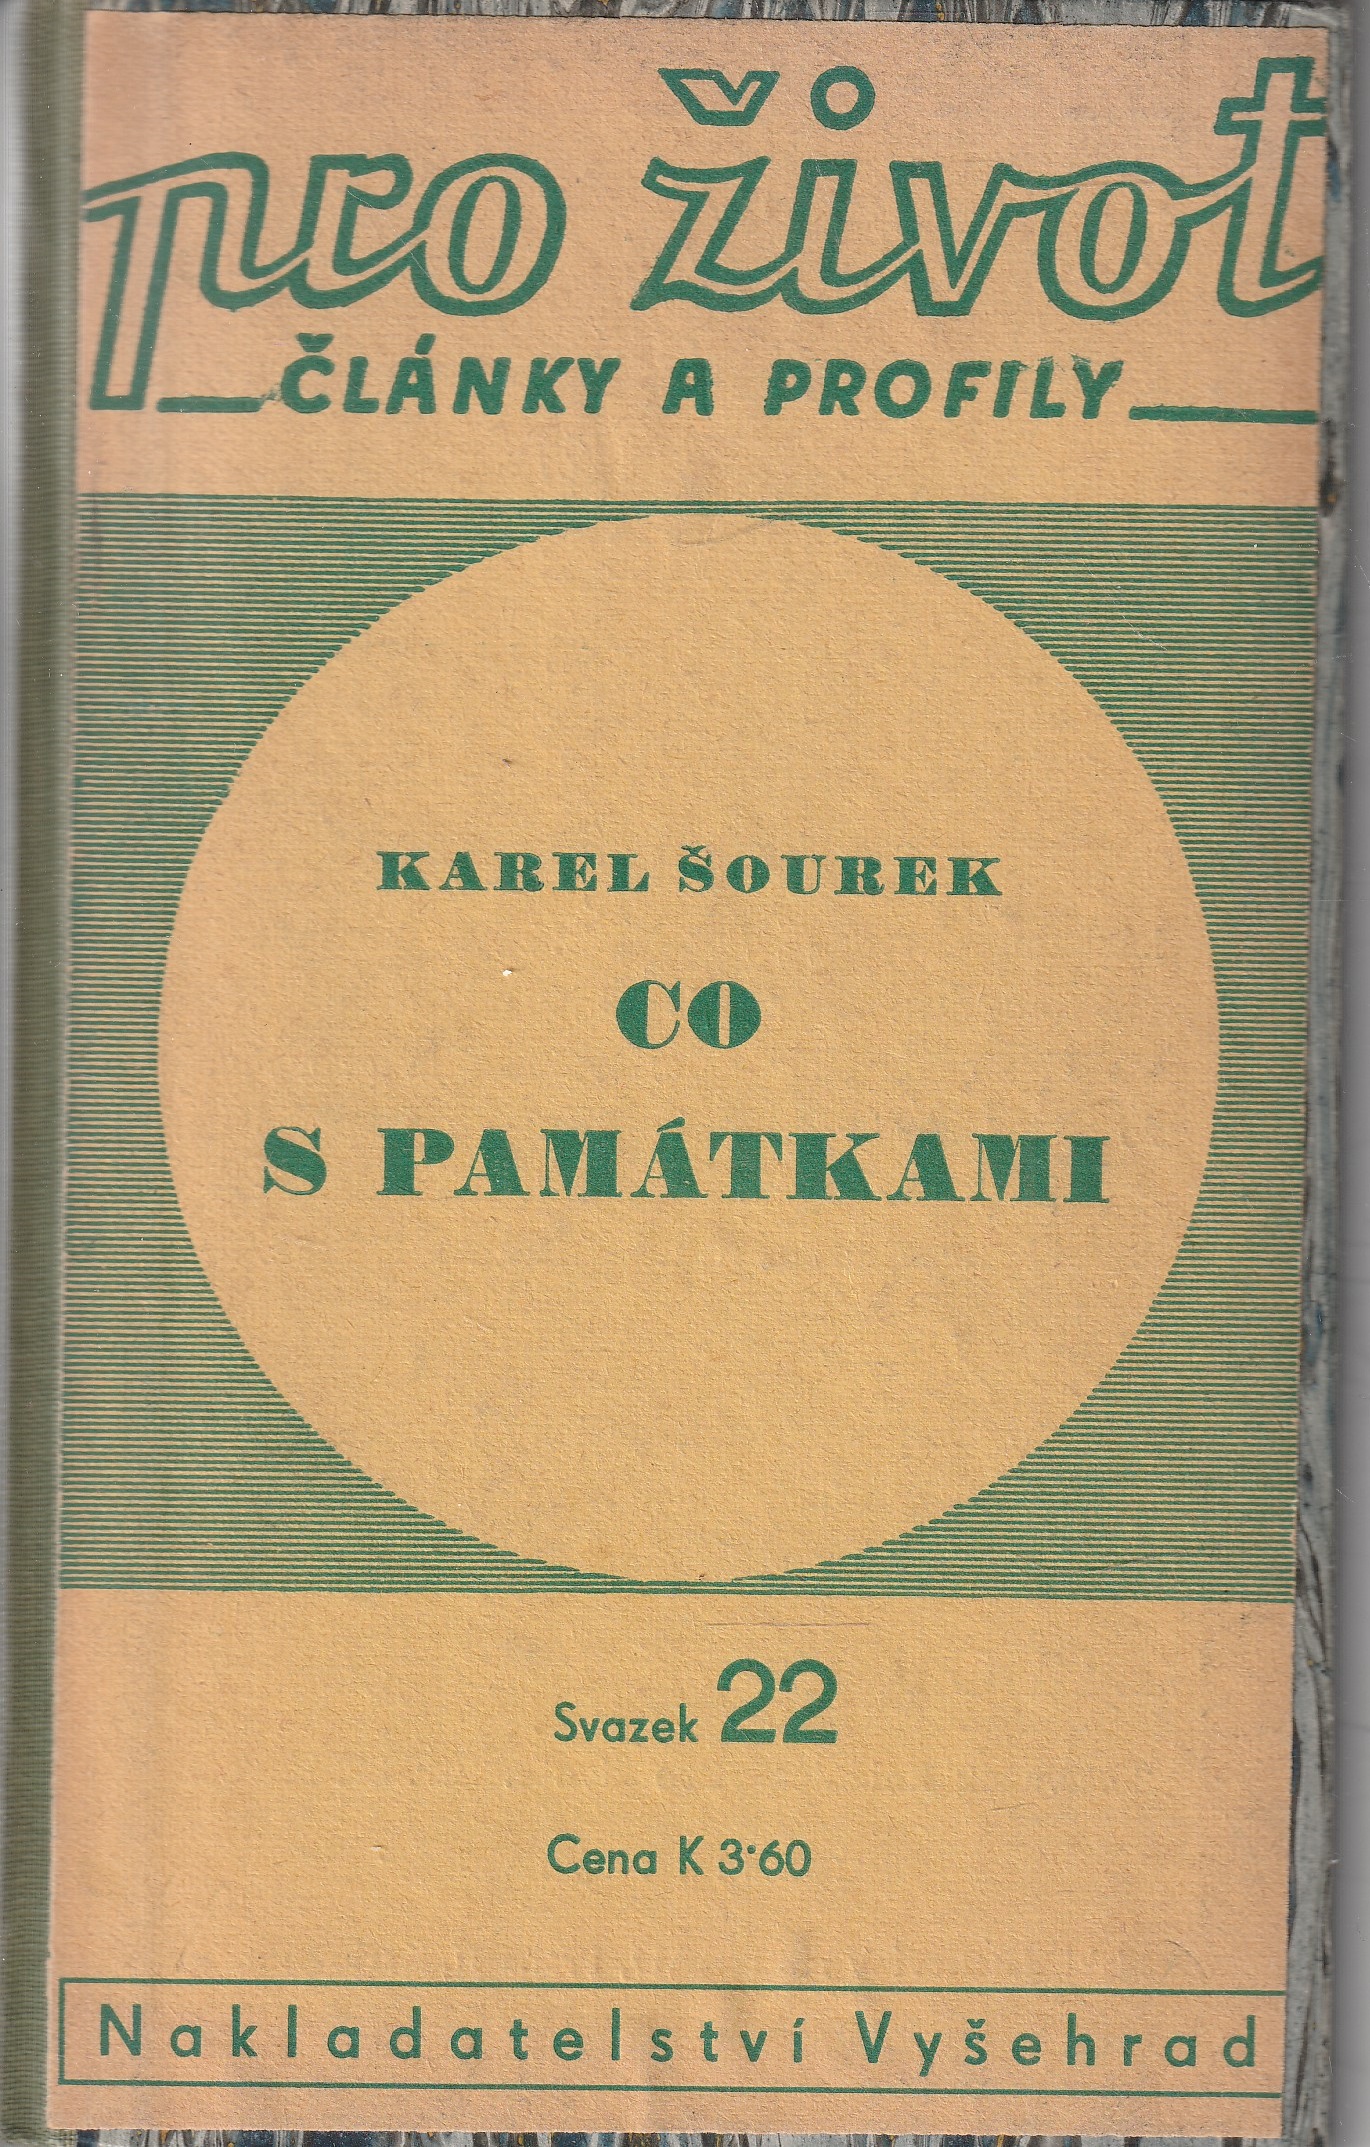 pro život
ČLÁNKY A PROFILY
KAREL ŠOUREK
CO
S PAMÁTKAMI
Svazek 22
Cena K 3·60
Nakladatelství Vyšehrad